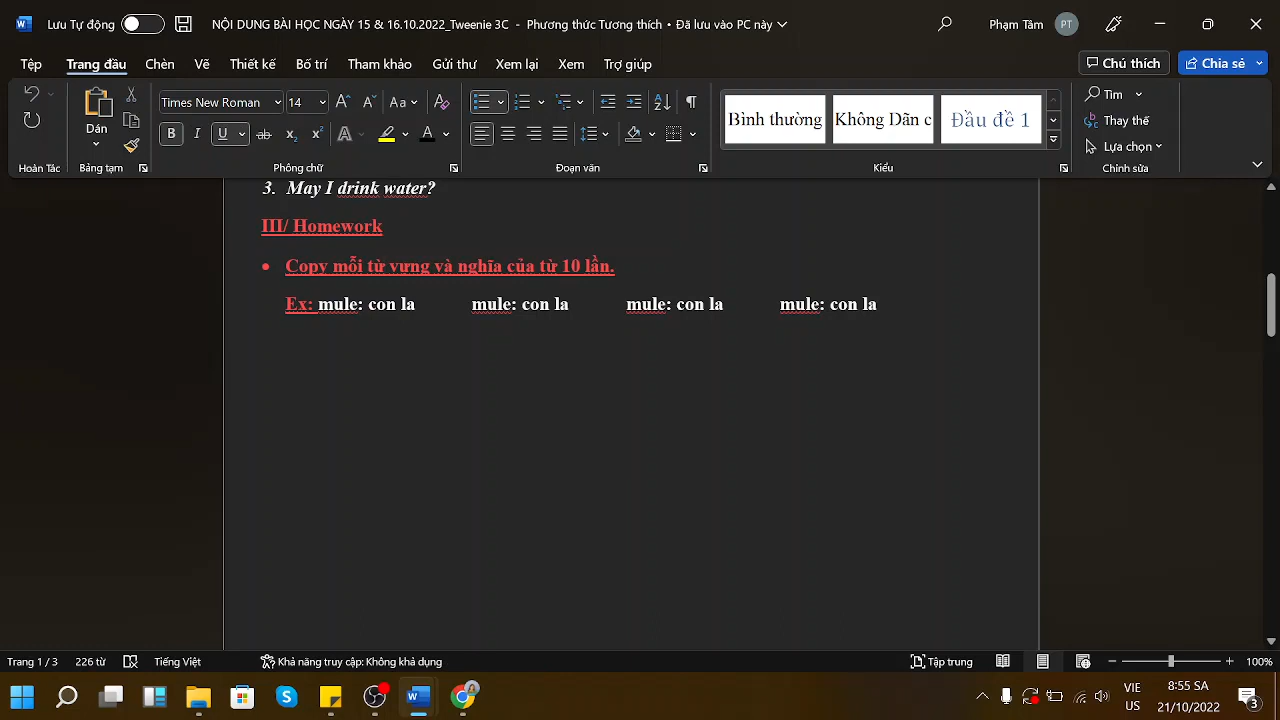 Lưu Tự động NỘI DUNG BÀI HỌC NGÀY 15 & 16.10.2022_Tweenie 3C - Phương thức Tương thích • Đã lưu vào PC này Phạm Tâm PT
Tệp Trang đầu Chèn Vẽ Thiết kế Bố trí Tham khảo Gửi thư Xem lại Xem Trợ giúp Chú thích Chia sẻ
Times New Roman 14 Aa Bình thường Không Dãn c Đầu đề 1 Tìm
Dán B I U ab x₂ x² A A Thay thế
Lựa chọn
Hoàn Tác Bảng tạm Phông chữ Đoạn văn Kiểu Chỉnh sửa
3. May I drink water?
III/ Homework
• Copy mỗi từ vựng và nghĩa của từ 10 lần.
Ex: mule: con la mule: con la mule: con la mule: con la
Trang 1 / 3 226 từ Tiếng Việt Khả năng truy cập: Không khả dụng Tập trung 100%
VIE 8:55 SA
US 21/10/2022 3